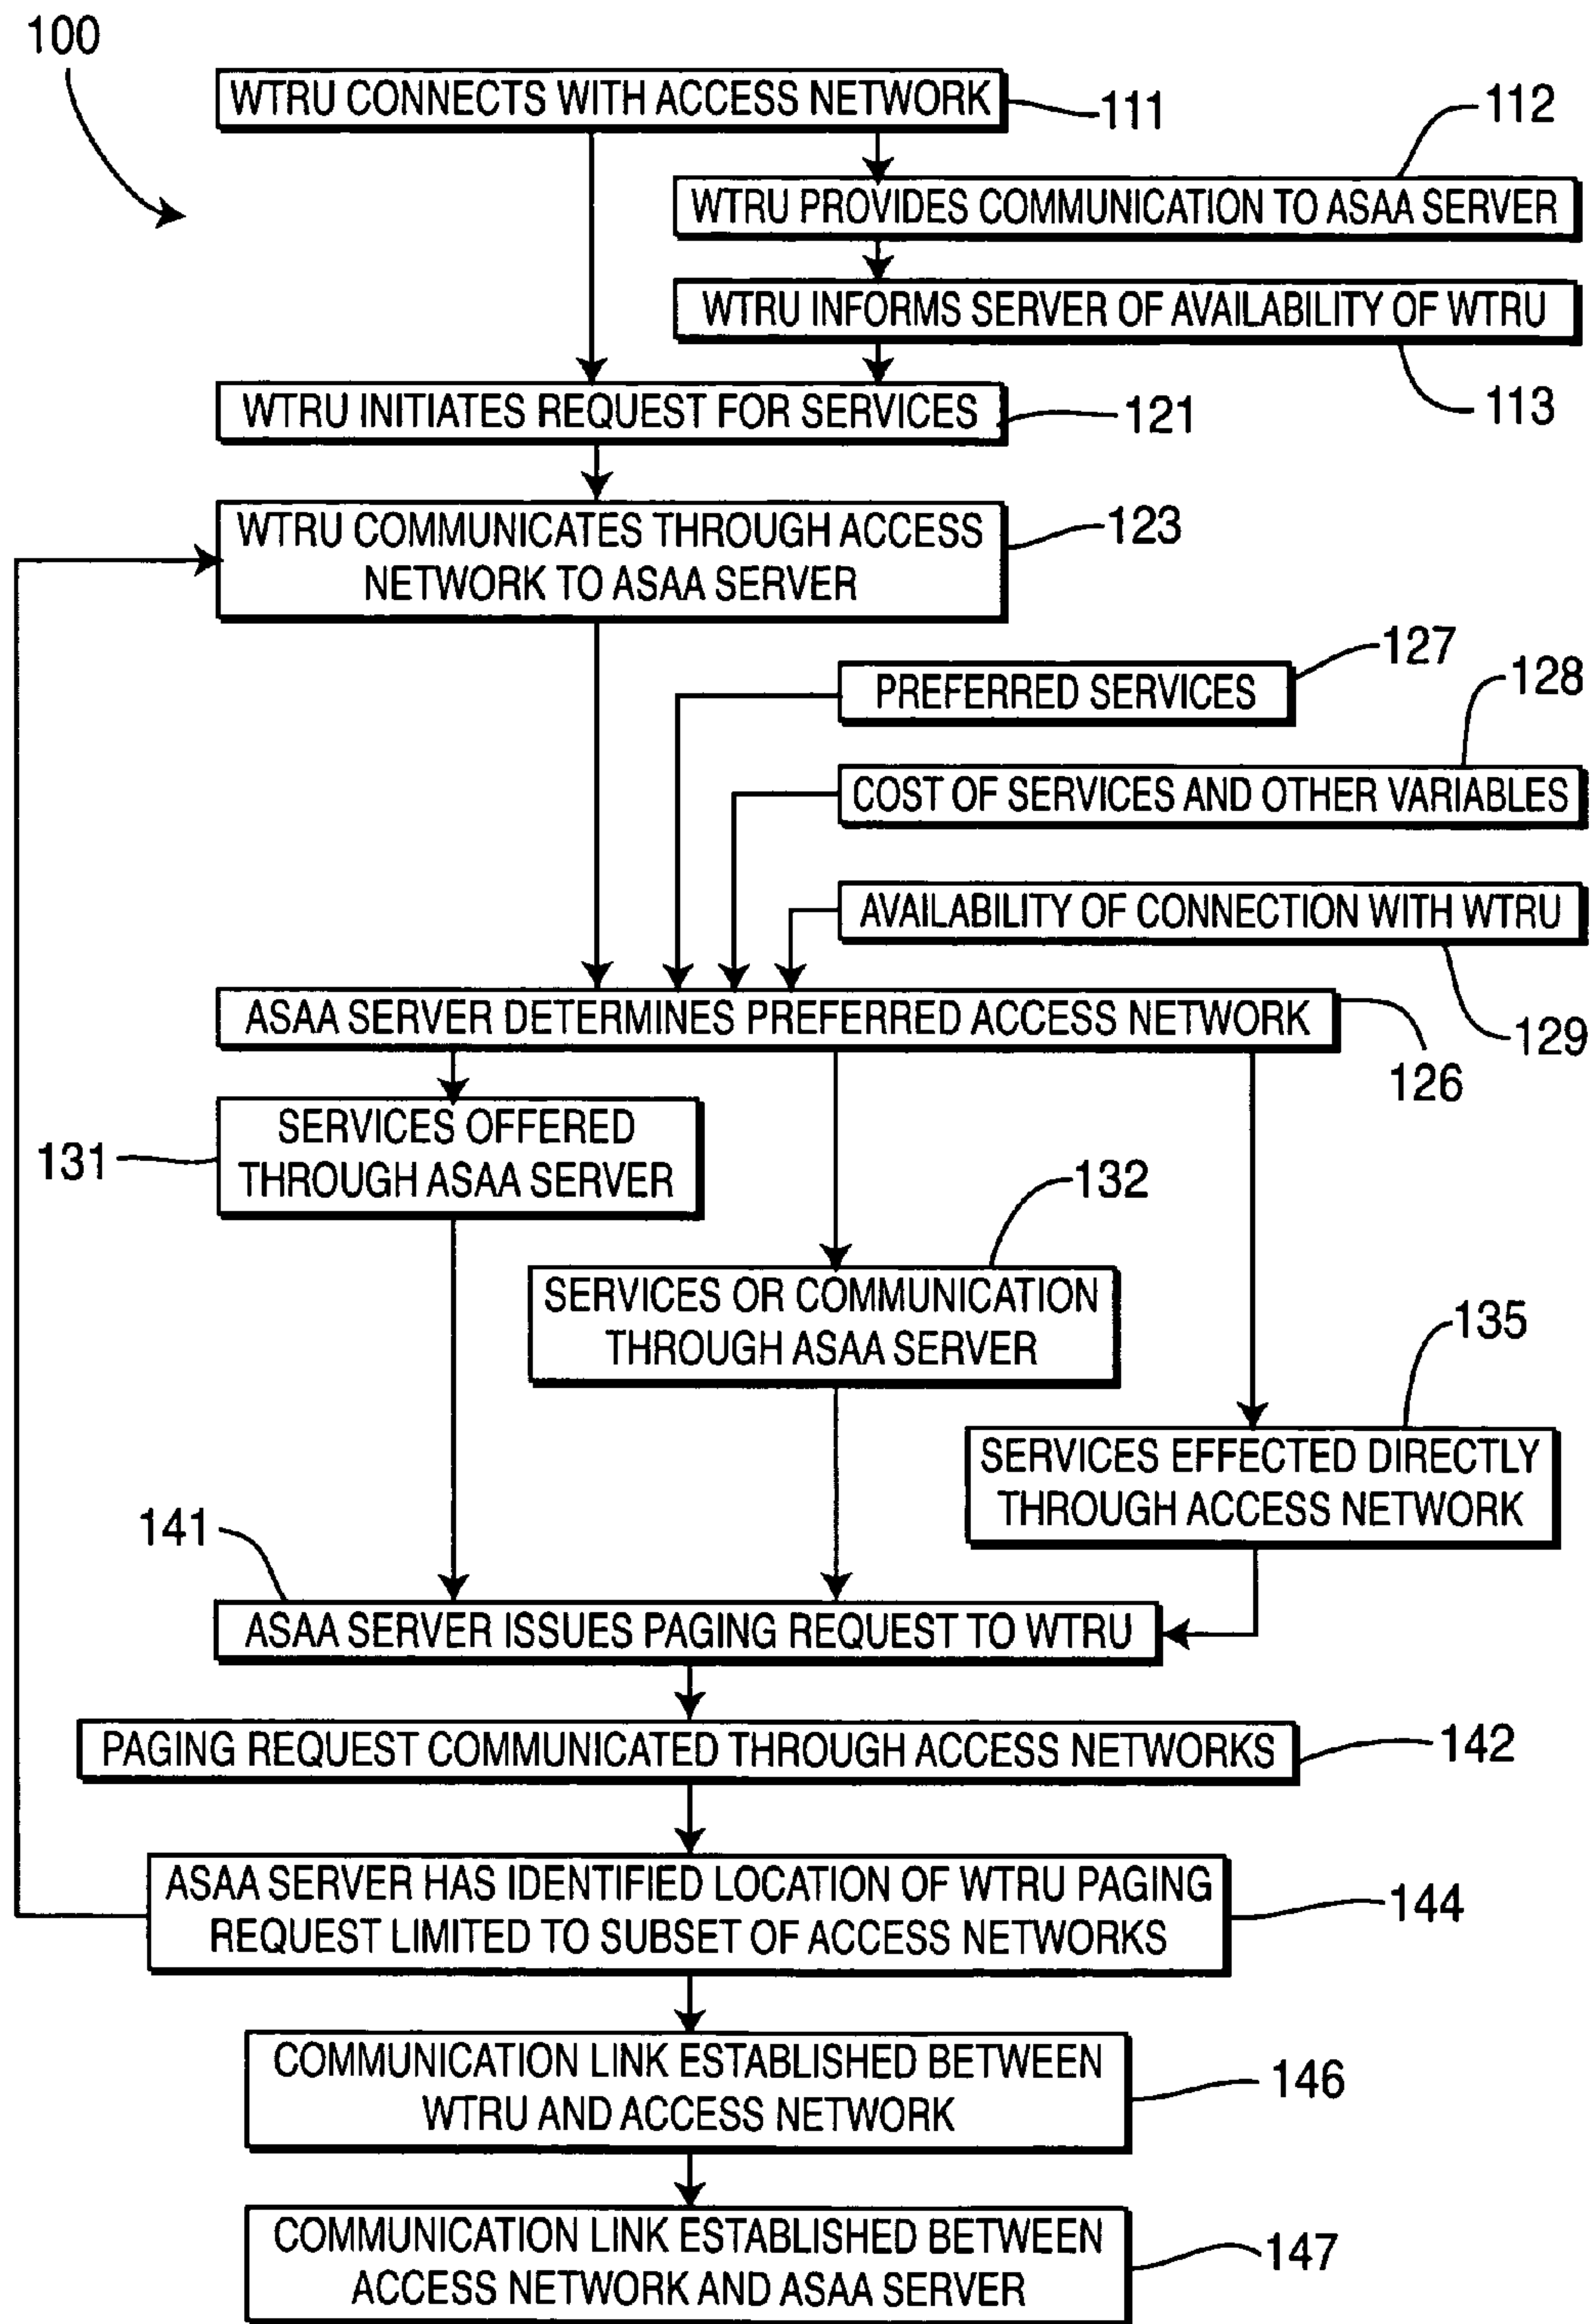 100
WTRU CONNECTS WITH ACCESS NETWORK
111
112
WTRU PROVIDES COMMUNICATION TO ASAA SERVER
WTRU INFORMS SERVER OF AVAILABILITY OF WTRU
113
WTRU INITIATES REQUEST FOR SERVICES
121
WTRU COMMUNICATES THROUGH ACCESS
NETWORK TO ASAA SERVER
123
127
PREFERRED SERVICES
128
COST OF SERVICES AND OTHER VARIABLES
AVAILABILITY OF CONNECTION WITH WTRU
129
ASAA SERVER DETERMINES PREFERRED ACCESS NETWORK
126
SERVICES OFFERED
THROUGH ASAA SERVER
131
132
SERVICES OR COMMUNICATION
THROUGH ASAA SERVER
135
SERVICES EFFECTED DIRECTLY
THROUGH ACCESS NETWORK
141
ASAA SERVER ISSUES PAGING REQUEST TO WTRU
PAGING REQUEST COMMUNICATED THROUGH ACCESS NETWORKS
142
ASAA SERVER HAS IDENTIFIED LOCATION OF WTRU PAGING
REQUEST LIMITED TO SUBSET OF ACCESS NETWORKS
144
COMMUNICATION LINK ESTABLISHED BETWEEN
WTRU AND ACCESS NETWORK
146
COMMUNICATION LINK ESTABLISHED BETWEEN
ACCESS NETWORK AND ASAA SERVER
147